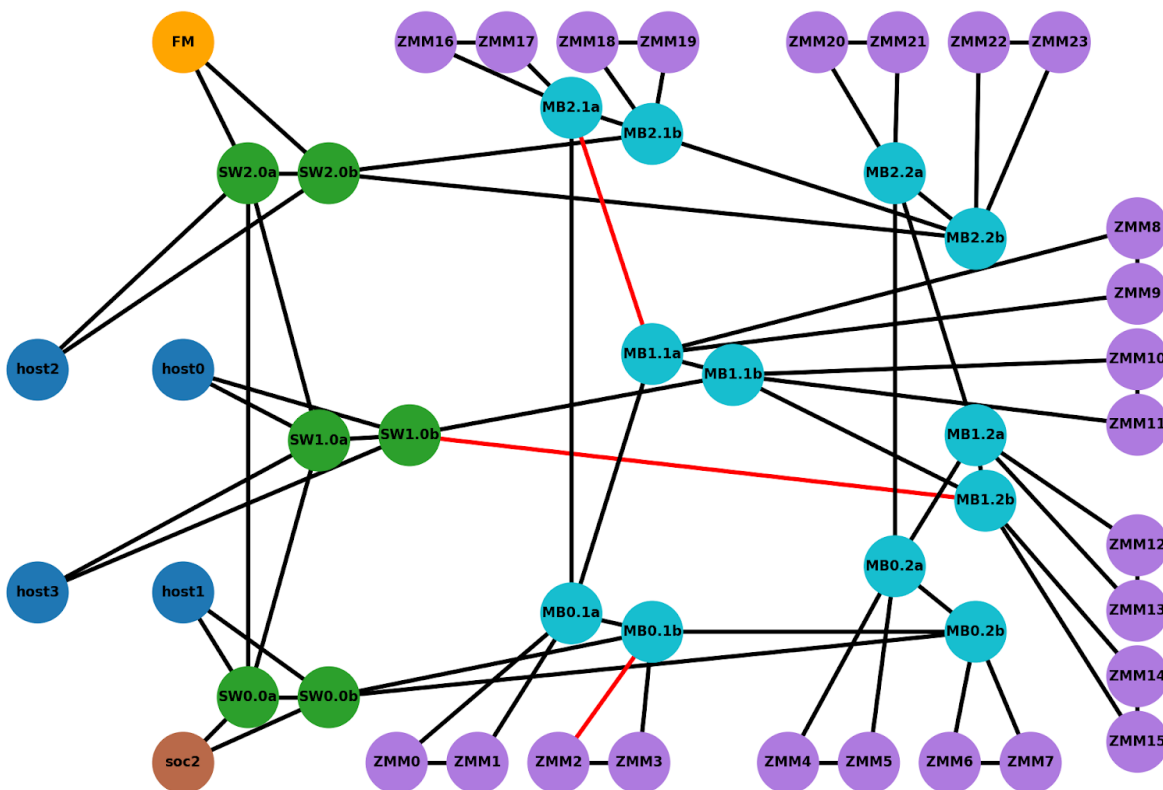 FM
ZMM16
ZMM17
ZMM18
ZMM19
ZMM20
ZMM21
ZMM22
ZMM23
MB2.1a
MB2.1b
SW2.0a
SW2.0b
MB2.2a
MB2.2b
ZMM8
ZMM9
host2
host0
MB1.1a
MB1.1b
ZMM10
ZMM11
SW1.0a
SW1.0b
MB1.2a
MB1.2b
ZMM12
MB0.2a
host3
host1
MB0.1a
MB0.1b
MB0.2b
ZMM13
ZMM14
SW0.0a
SW0.0b
ZMM15
soc2
ZMM0
ZMM1
ZMM2
ZMM3
ZMM4
ZMM5
ZMM6
ZMM7